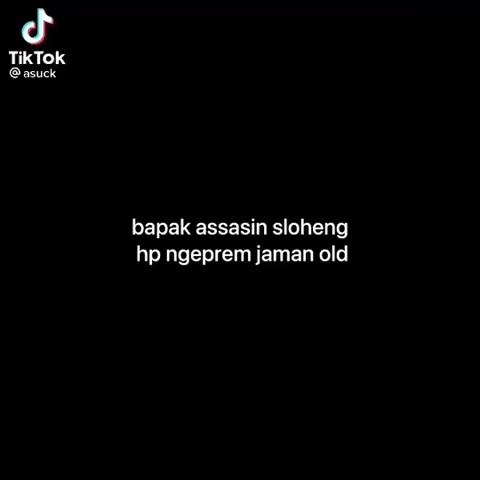 TikTok
@asuck
bapak assasin sloheng
hp ngeprem jaman old